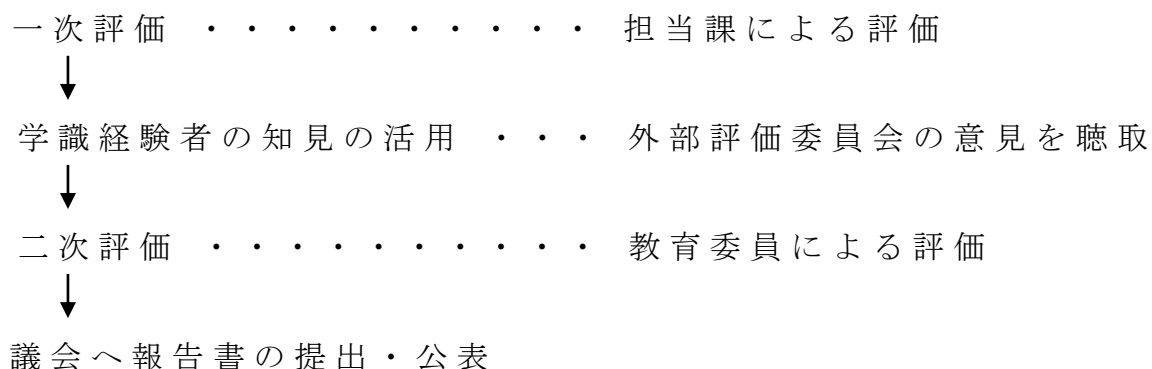 一次評価 ・・・・・・・・・・ 担当課による評価
↓
学識経験者の知見の活用 ・・・ 外部評価委員会の意見を聴取
↓
二次評価 ・・・・・・・・・・ 教育委員による評価
↓
議会へ報告書の提出・公表